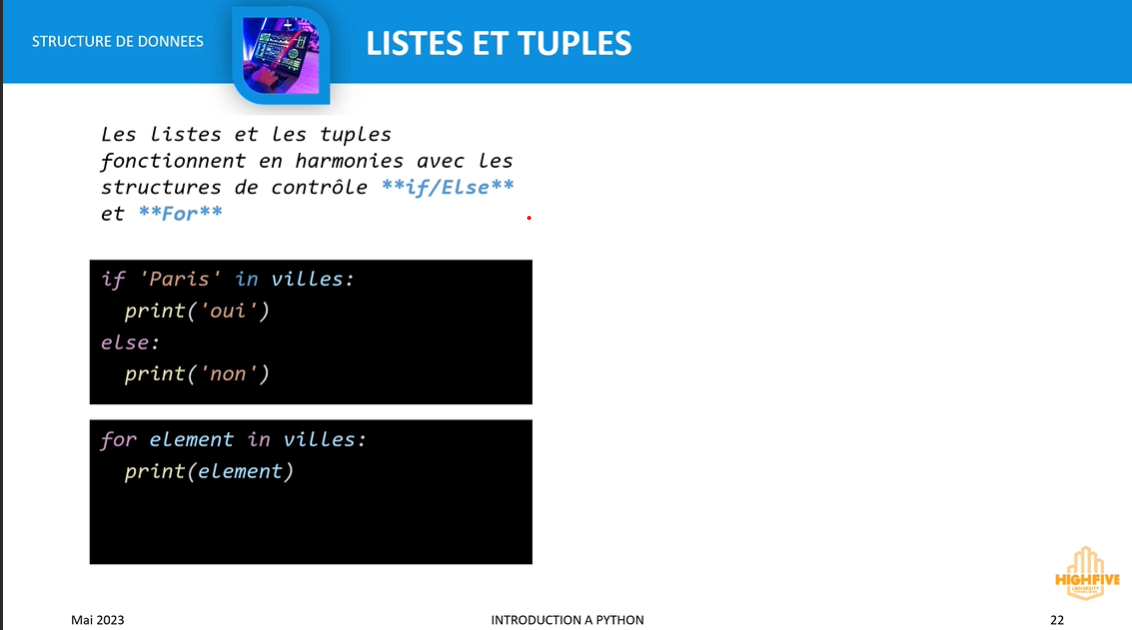 STRUCTURE DE DONNEES
LISTES ET TUPLES
Les listes et les tuples
fonctionnent en harmonies avec les
structures de contrôle **if/Else**
et **For**
if 'Paris' in villes:
  print('oui')
else:
  print('non')
for element in villes:
  print(element)
HIGHFIVE
UNIVERSITY
Mai 2023
INTRODUCTION A PYTHON
22